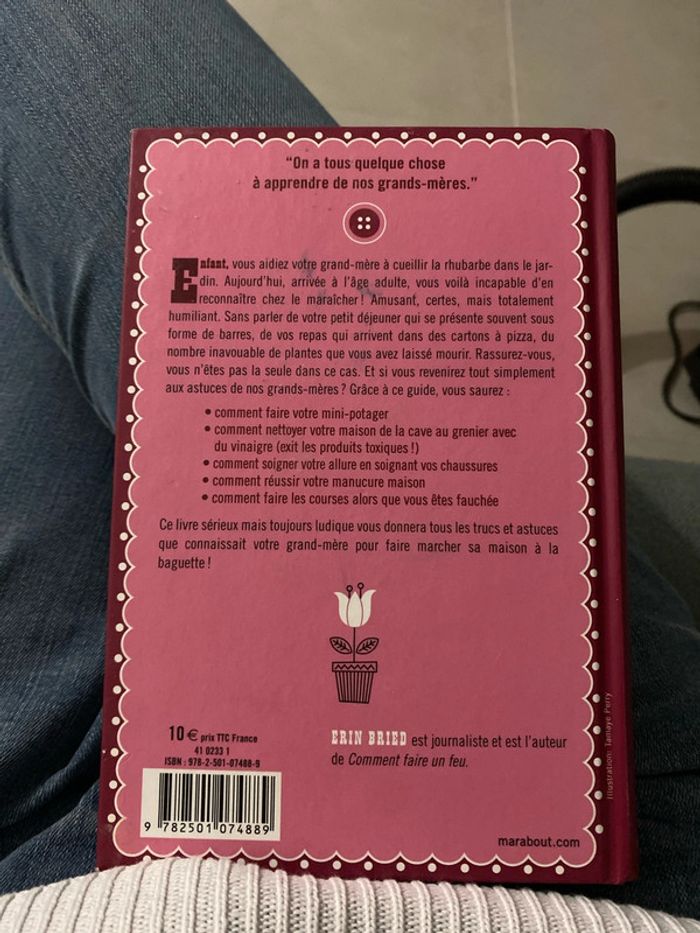 “On a tous quelque chose
à apprendre de nos grands-mères.”
Enfant, vous aidiez votre grand-mère à cueillir la rhubarbe dans le jar-
din. Aujourd'hui, arrivée à l'âge adulte, vous voilà incapable d'en
reconnaître chez le maraîcher ! Amusant, certes, mais totalement
humiliant. Sans parler de votre petit déjeuner qui se présente souvent sous
forme de barres, de vos repas qui arrivent dans des cartons à pizza, du
nombre inavouable de plantes que vous avez laissé mourir. Rassurez-vous,
vous n'êtes pas la seule dans ce cas. Et si vous revenirez tout simplement
aux astuces de nos grands-mères ? Grâce à ce guide, vous saurez :
• comment faire votre mini-potager
• comment nettoyer votre maison de la cave au grenier avec
du vinaigre (exit les produits toxiques !)
• comment soigner votre allure en soignant vos chaussures
• comment réussir votre manucure maison
• comment faire les courses alors que vous êtes fauchée
Ce livre sérieux mais toujours ludique vous donnera tous les trucs et astuces
que connaissait votre grand-mère pour faire marcher sa maison à la
baguette !
10 € prix TTC France
41 0233 1
ISBN : 978-2-501-07488-9
9 782501 074889
ERIN BRIED est journaliste et est l'auteur
de Comment faire un feu.
marabout.com
Illustration: Tamaye Perry